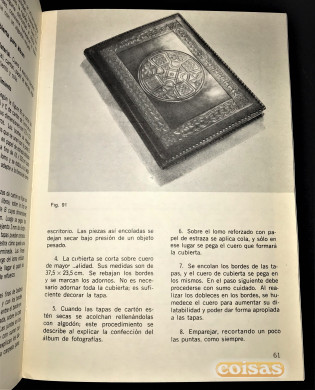 Fig. 91
escritorio. Las piezas así encoladas se
dejan secar bajo presión de un objeto
pesado.
4. La cubierta se corta sobre cuero
de mayor calidad. Sus medidas son de
37,5 × 23,5 cm. Se rebajan los bordes
y se marcan los adornos. No es nece-
sario adornar toda la cubierta; es sufi-
ciente decorar la tapa.
5. Cuando las tapas de cartón es-
tén secas se acolchan rellenándolas
con algodón; este procedimiento se
describe al explicar la confección del
álbum de fotografías.
6. Sobre el lomo reforzado con pa-
pel de estraza se aplica cola, y sólo en
ese lugar se pega el cuero que formará
la cubierta.
7. Se encolan los bordes de las ta-
pas, y el cuero de cubierta se pega en
los mismos. En el paso siguiente debe
procederse con sumo cuidado. Al rea-
lizar los dobleces en los bordes, se hu-
medece el cuero para aumentar su di-
latabilidad y poder dar forma apropiada
a las tapas.
8. Emparejar, recortando un poco
las puntas, como siempre.
61
coisas